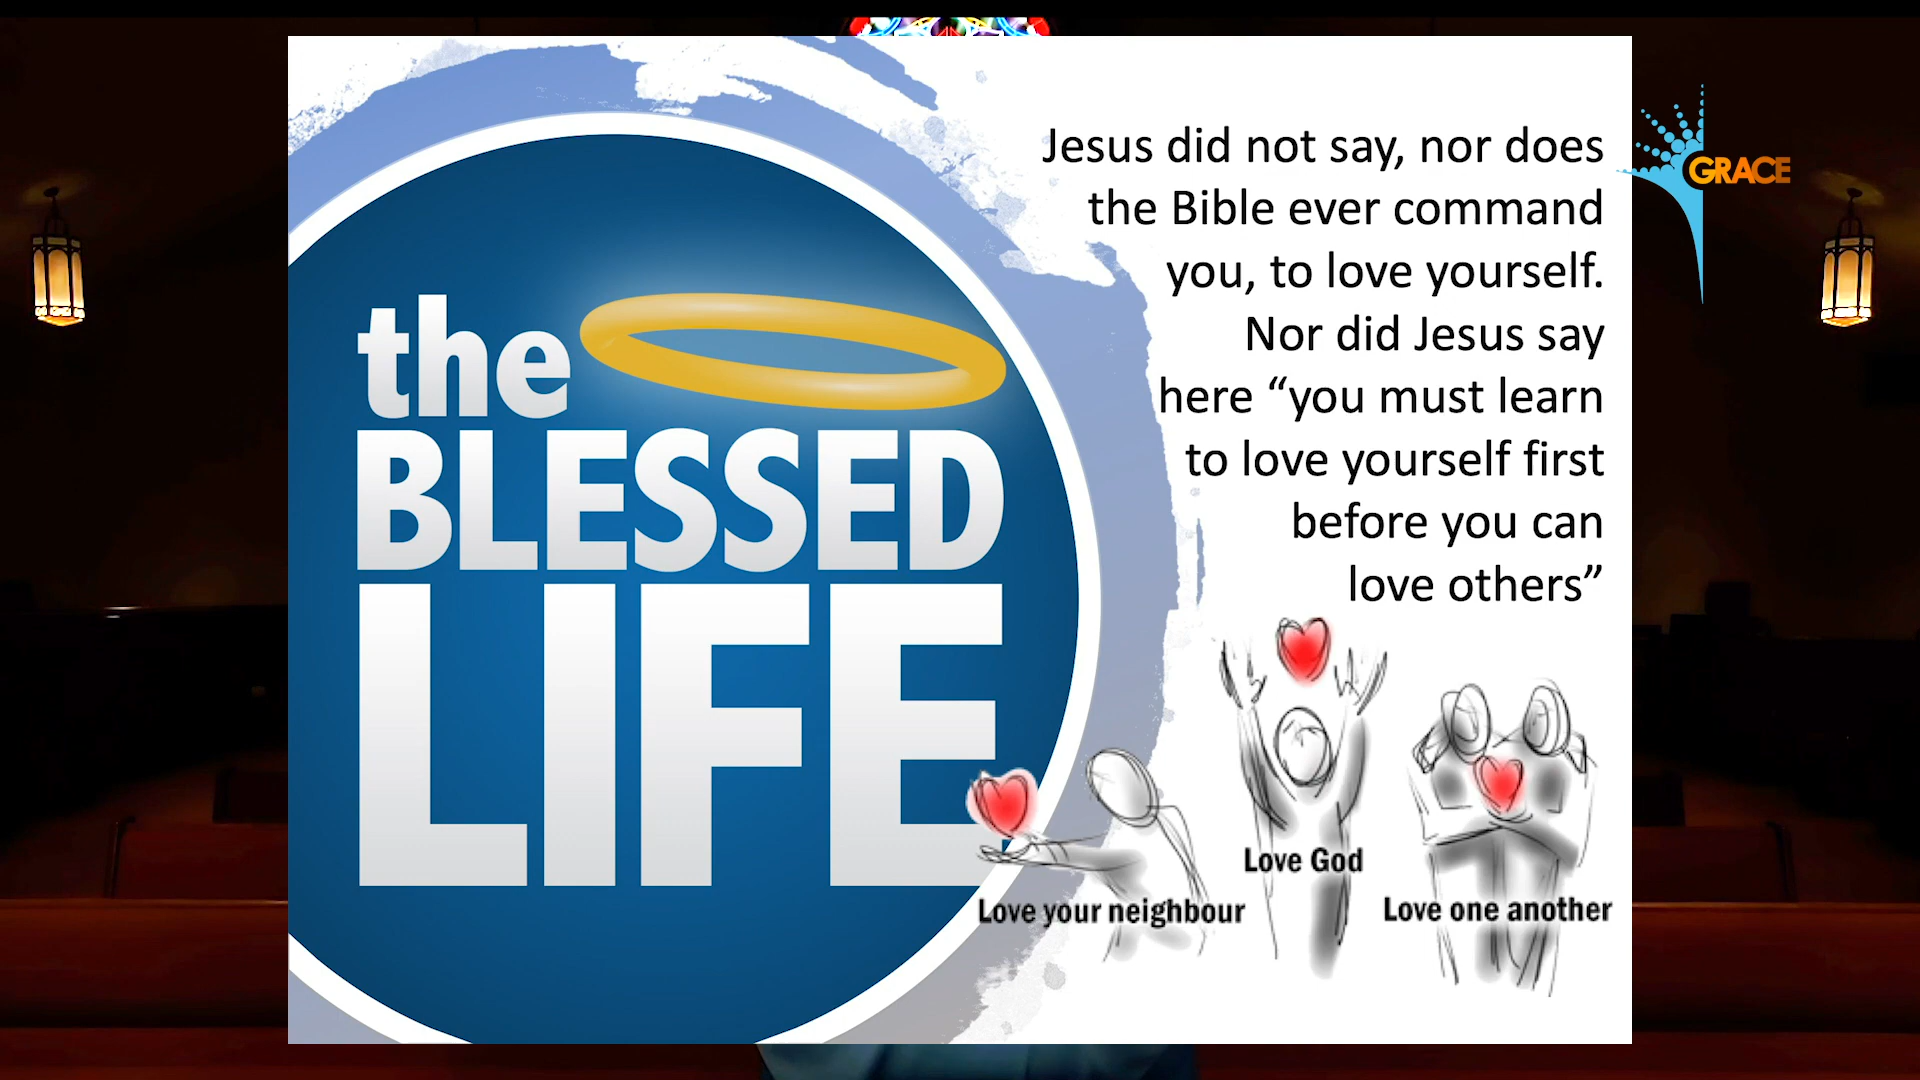 the
BLESSED
LIFE
Jesus did not say, nor does
the Bible ever command
you, to love yourself.
Nor did Jesus say
here “you must learn
to love yourself first
before you can
love others”
GRACE
Love your neighbour
Love God
Love one another